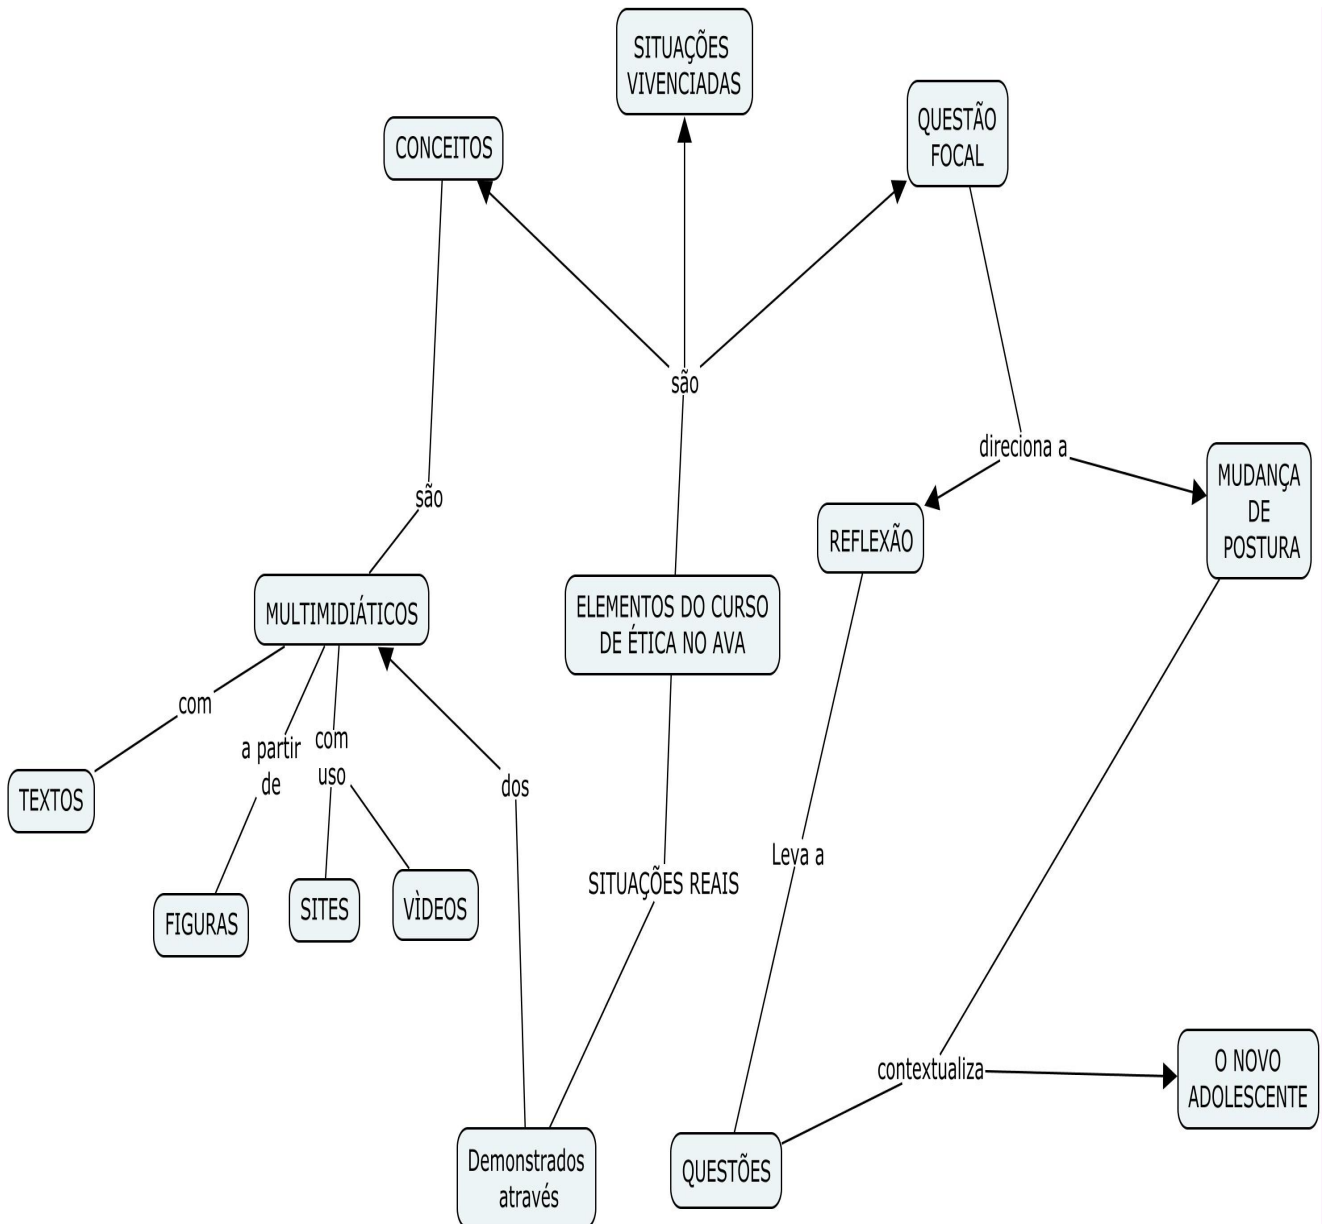 SITUAÇÕES
VIVENCIADAS
QUESTÃO
FOCAL
CONCEITOS
são
direciona a
MUDANÇA
DE
POSTURA
são
REFLEXÃO
MULTIMIDIÁTICOS
ELEMENTOS DO CURSO
DE ÉTICA NO AVA
com
a partir
de
com
uso
dos
TEXTOS
Leva a
SITUAÇÕES REAIS
FIGURAS
SITES
VÌDEOS
contextualiza
O NOVO
ADOLESCENTE
Demonstrados
através
QUESTÕES